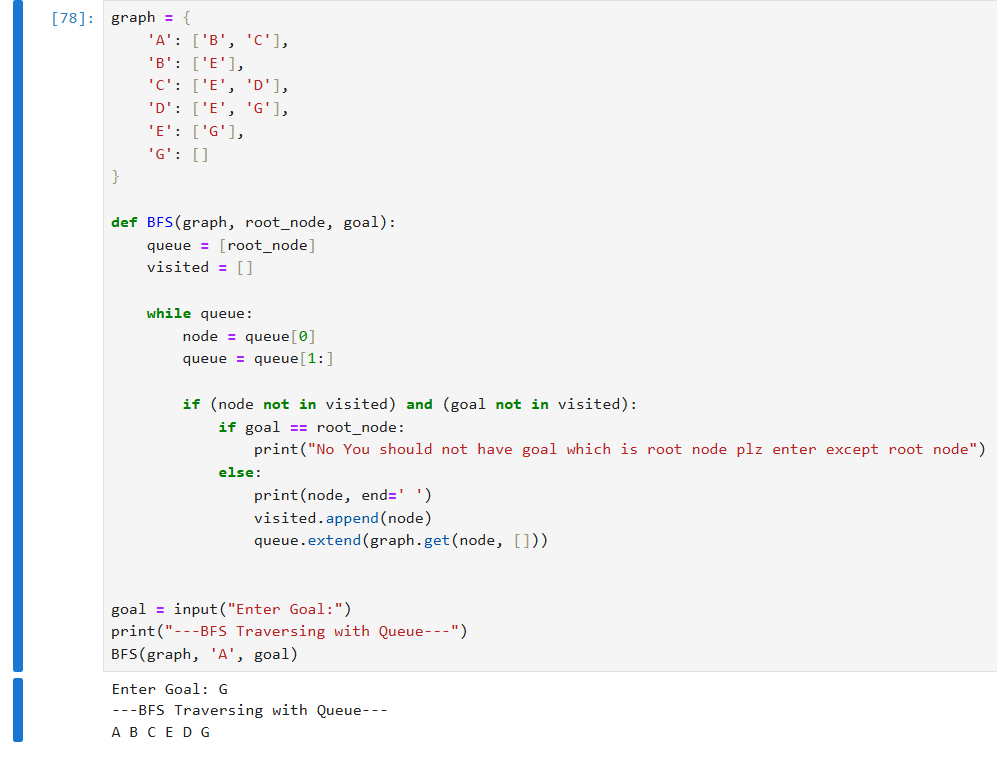 [78]: graph = {
    'A': ['B', 'C'],
    'B': ['E'],
    'C': ['E', 'D'],
    'D': ['E', 'G'],
    'E': ['G'],
    'G': []
}
def BFS(graph, root_node, goal):
    queue = [root_node]
    visited = []
    while queue:
        node = queue[0]
        queue = queue[1:]
        if (node not in visited) and (goal not in visited):
            if goal == root_node:
                print("No You should not have goal which is root node plz enter except root node")
            else:
                print(node, end=' ')
                visited.append(node)
                queue.extend(graph.get(node, []))
goal = input("Enter Goal:")
print("---BFS Traversing with Queue---")
BFS(graph, 'A', goal)
Enter Goal: G
---BFS Traversing with Queue---
A B C E D G